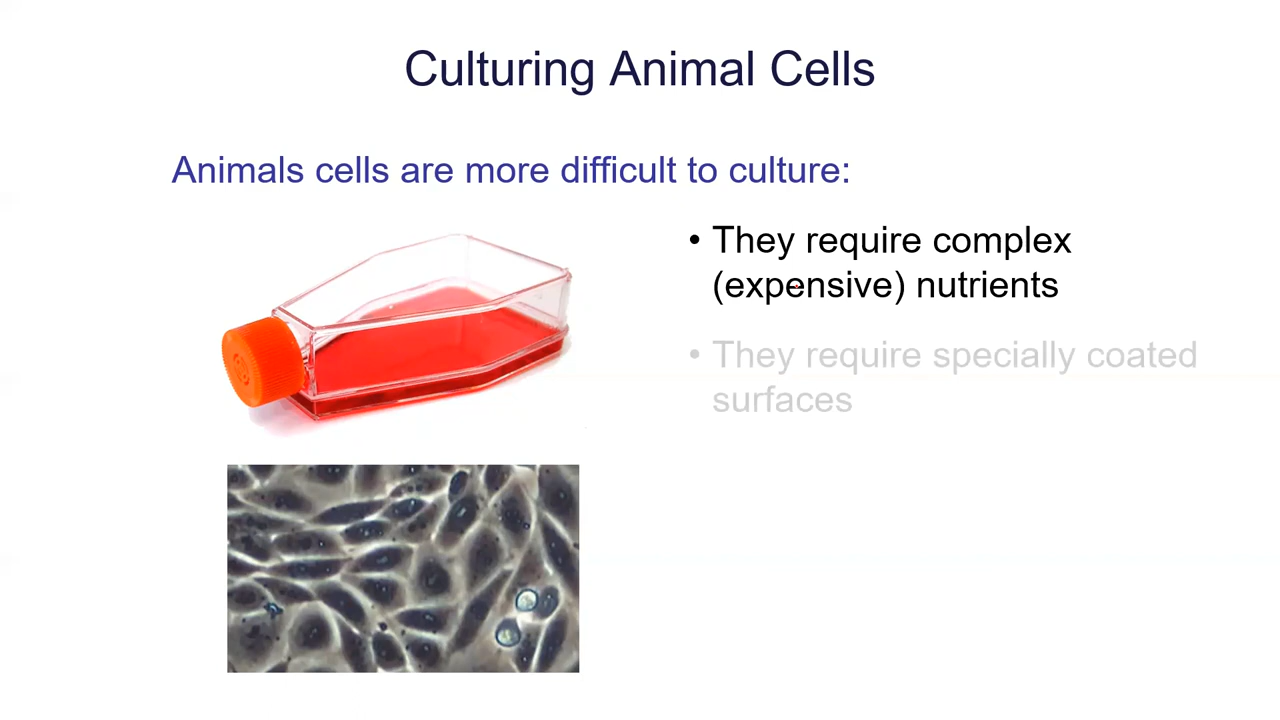 Culturing Animal Cells
Animals cells are more difficult to culture:
• They require complex
(expensive) nutrients
• They require specially coated
surfaces